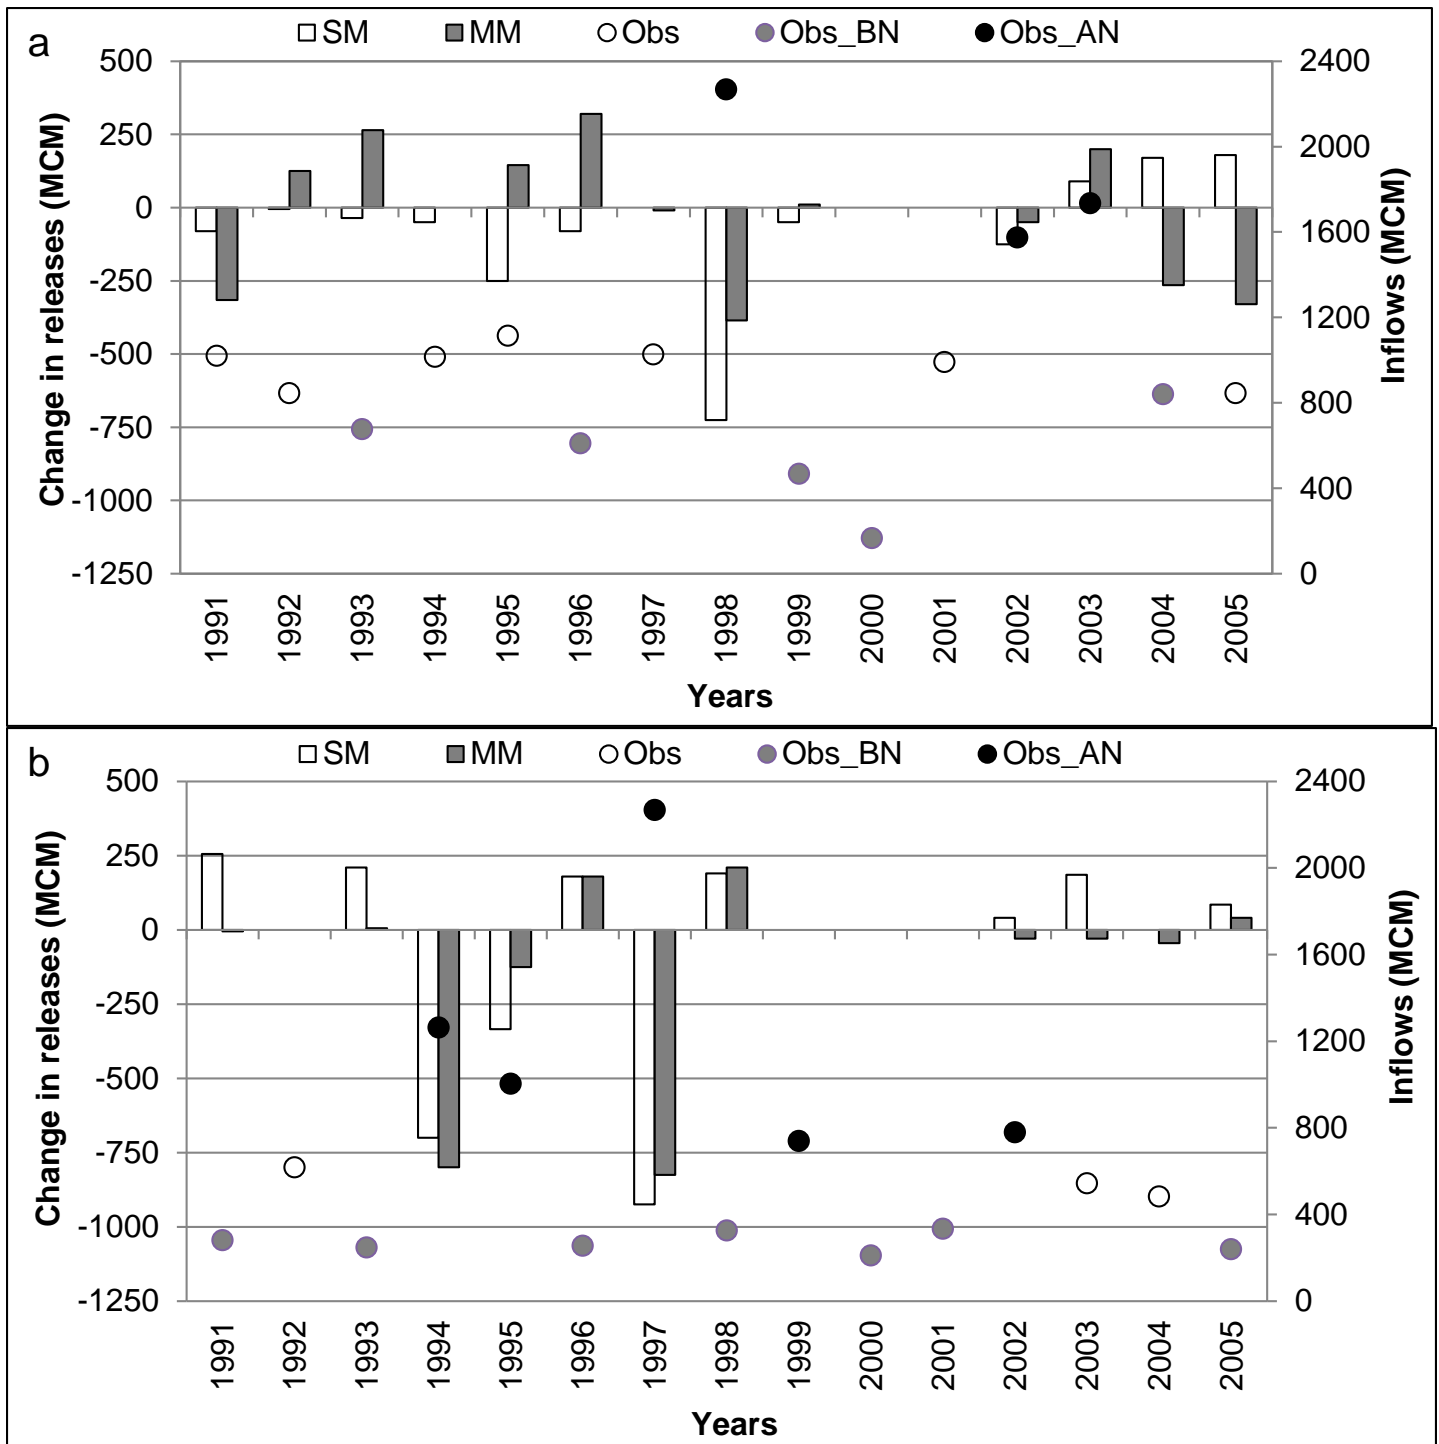 a
SM MM Obs Obs_BN Obs_AN
500 2400
250 2000
0 1600
-250 1200
-500 800
-750 400
-1000 0
-1250
Change in releases (MCM)
Inflows (MCM)
1991 1992 1993 1994 1995 1996 1997 1998 1999 2000 2001 2002 2003 2004 2005
Years
b
SM MM Obs Obs_BN Obs_AN
500 2400
250 2000
0 1600
-250 1200
-500 800
-750 400
-1000 0
-1250
Change in releases (MCM)
Inflows (MCM)
1991 1992 1993 1994 1995 1996 1997 1998 1999 2000 2001 2002 2003 2004 2005
Years